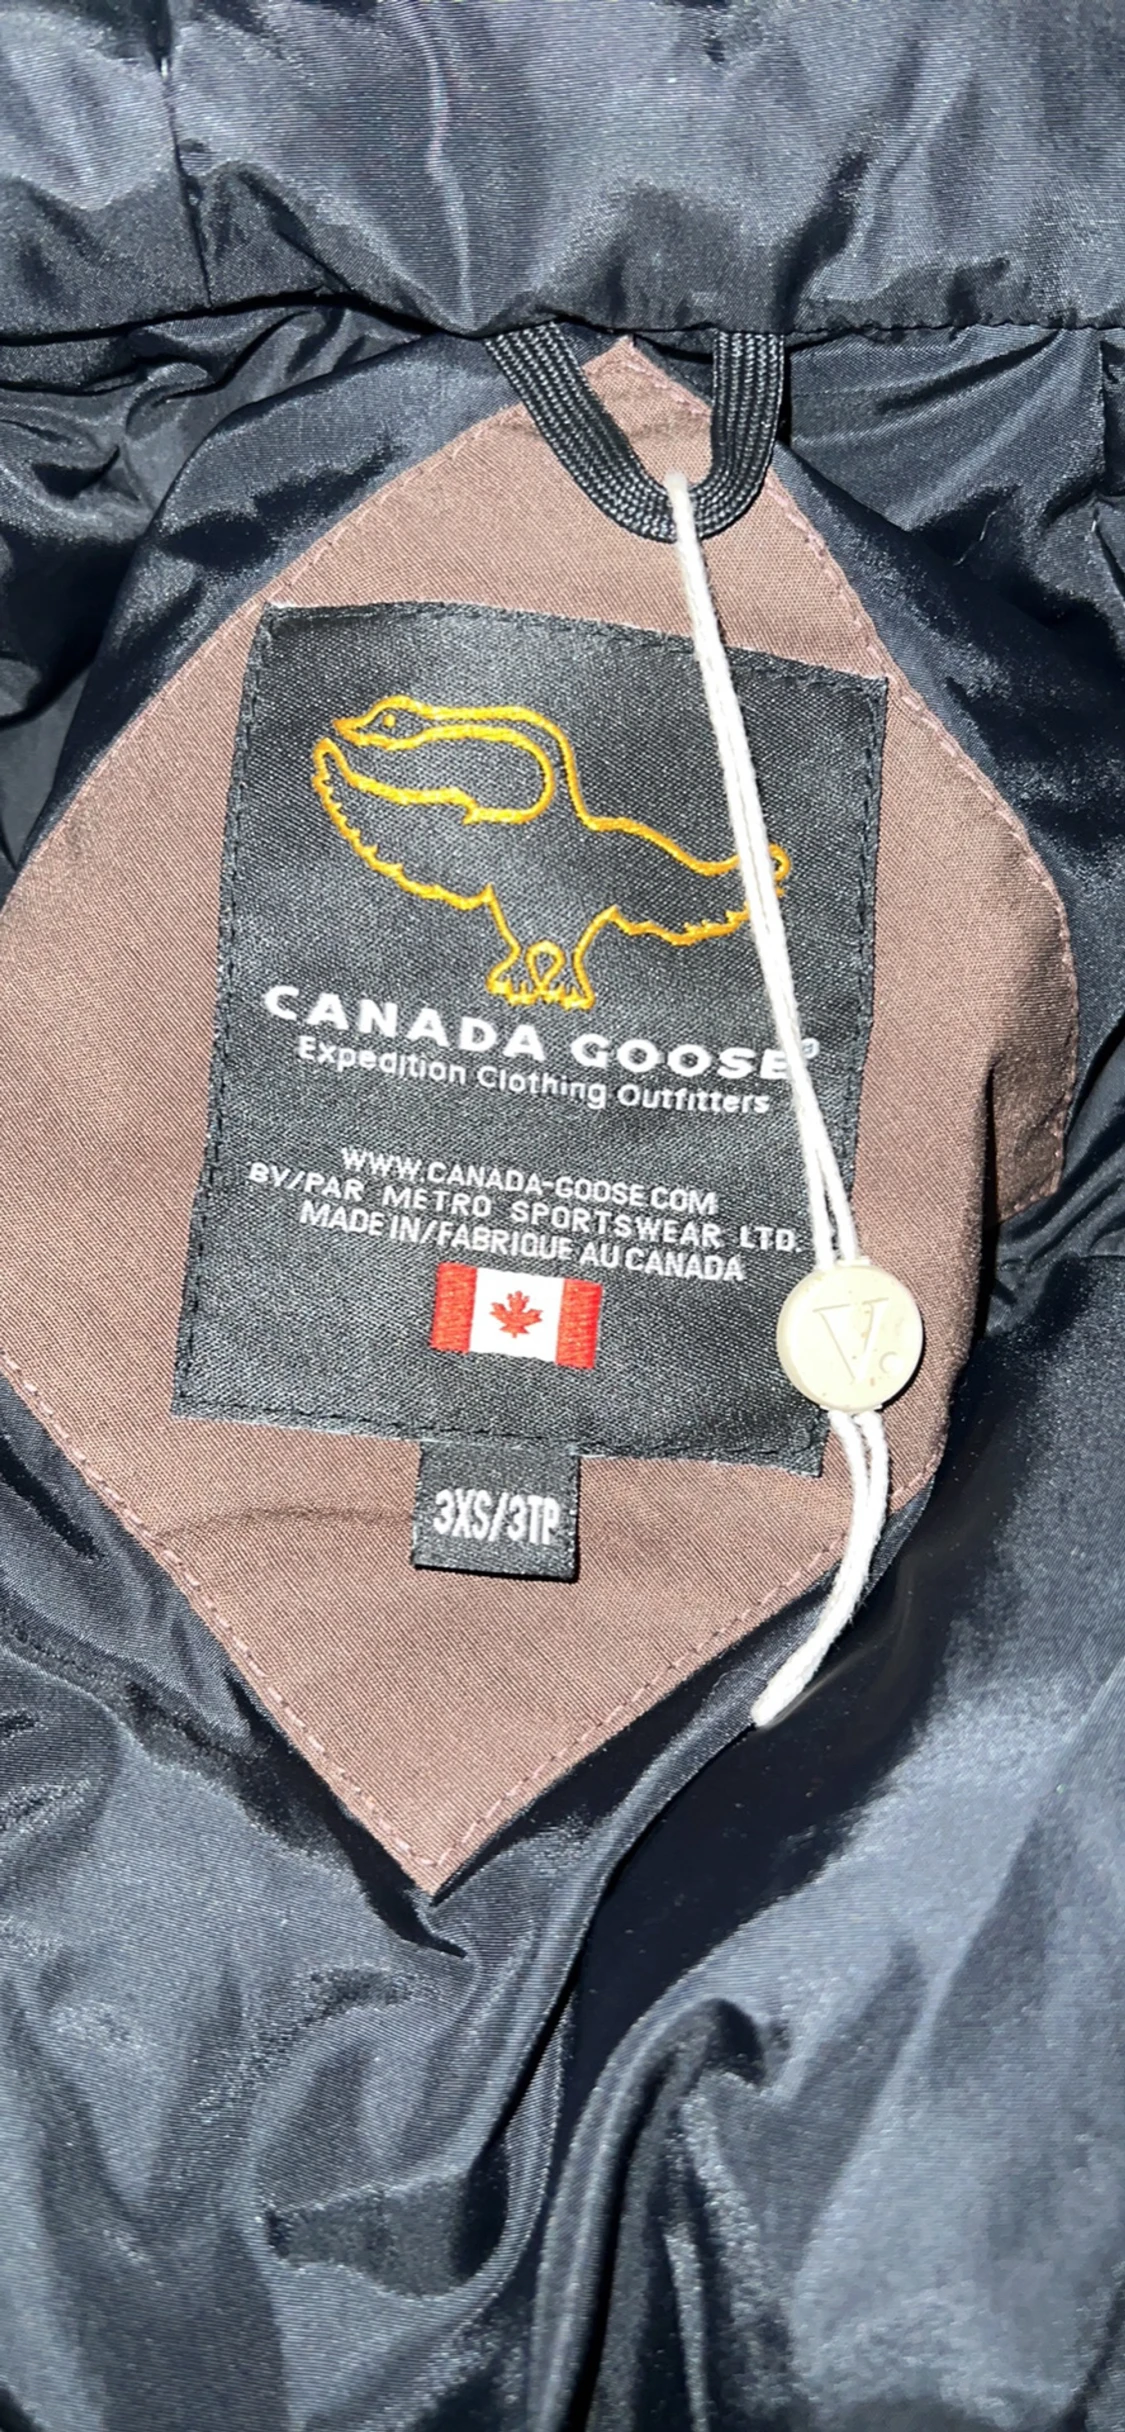 CANADA GOOSE®
Expedition Clothing Outfitters
WWW.CANADA-GOOSE.COM
BY/PAR METRO SPORTSWEAR LTD.
MADE IN/FABRIQUE AU CANADA
V.
3XS/3TP